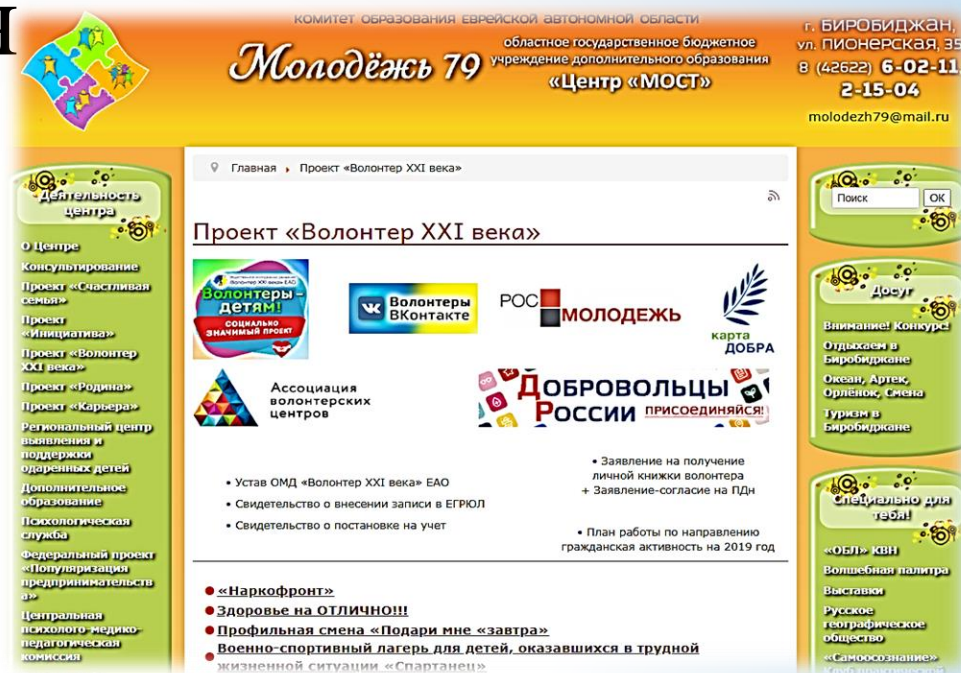 Я
КОМИТЕТ ОБРАЗОВАНИЯ ЕВРЕЙСКОЙ АВТОНОМНОЙ ОБЛАСТИ
Молодёжь 79
областное государственное бюджетное
учреждение дополнительного образования
«Центр «МОСТ»
г. БИРОБИДЖАН,
ул. ПИОНЕРСКАЯ, 35
8 (42622) 6-02-11,
2-15-04
molodezh79@mail.ru
Деятельность
центра
О Центре
Консультирование
Проект «Счастливая
семья»
Проект
«Инициатива»
Проект «Волонтер
XXI века»
Проект «Родина»
Проект «Карьера»
Региональный центр
выявления и
поддержки
одаренных детей
Дополнительное
образование
Психологическая
служба
Федеральный проект
«Популяризация
предпринимательств
а»
Центральная
психолого-медико-
педагогическая
комиссия
Главная Проект «Волонтер XXI века»
Проект «Волонтер XXI века»
Волонтеры -
детям!
СОЦИАЛЬНО
ЗНАЧИМЫЙ ПРОЕКТ
Волонтеры
ВКонтакте
РОСМОЛОДЕЖЬ
карта
ДОБРА
Ассоциация
волонтерских
центров
ДОБРОВОЛЬЦЫ
РОССИИ ПРИСОЕДИНЯЙСЯ!
• Устав ОМД «Волонтер XXI века» ЕАО
• Свидетельство о внесении записи в ЕГРЮЛ
• Свидетельство о постановке на учет
• Заявление на получение
личной книжки волонтера
+ Заявление-согласие на ПДн
• План работы по направлению
гражданская активность на 2019 год
«Наркофронт»
Здоровье на ОТЛИЧНО!!!
Профильная смена «Подари мне «завтра»
Военно-спортивный лагерь для детей, оказавшихся в трудной
жизненной ситуации «Спартанец»
Поиск ОК
Досуг
Внимание! Конкурс!
Отдыхаем в
Биробиджане
Океан, Артек,
Орлёнок, Смена
Туризм в
Биробиджане
Специально для
тебя!
«ОБЛ» КВН
Волшебная палитра
Выставки
Русское
географическое
общество
«Самоосознание»